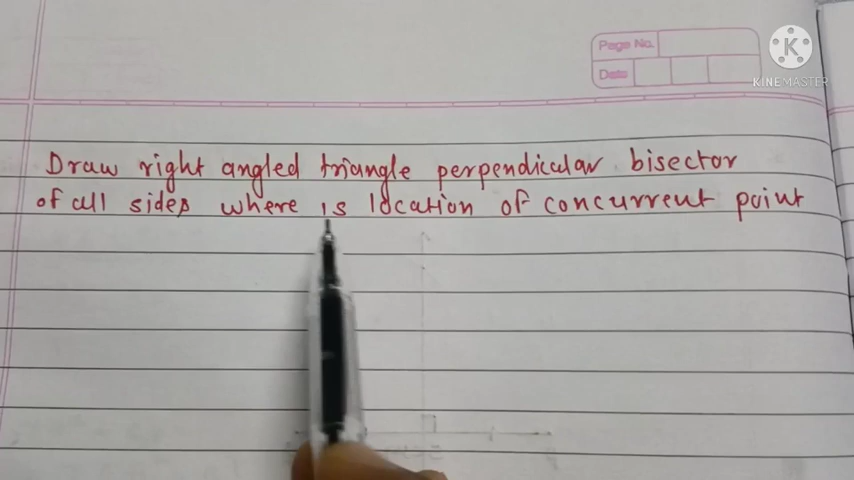 Page No.
Date
K
KINEMASTER
Draw right angled triangle perpendicular bisector
of all sides where is location of concurrent point